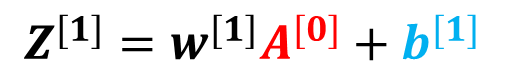 Z[1] = w[1]A[0] + b[1]